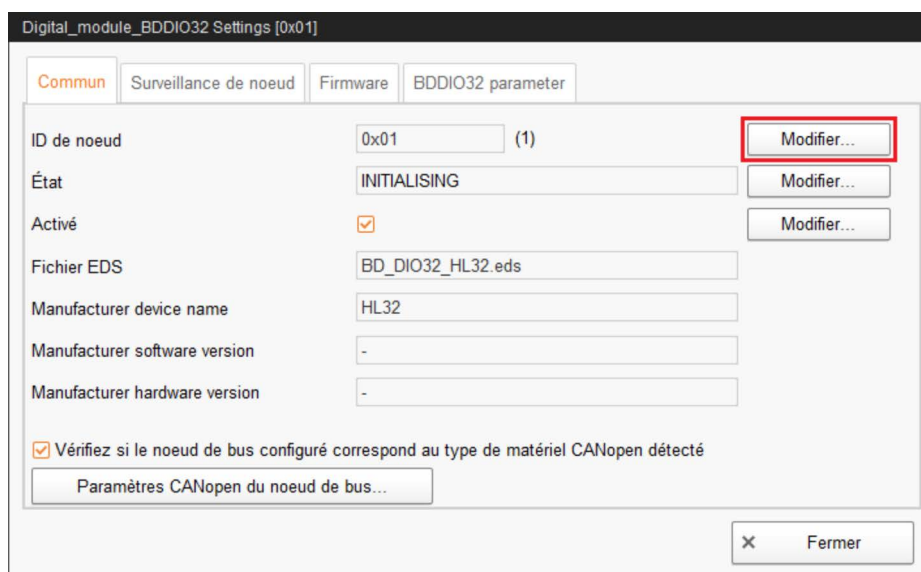 Digital_module_BDDIO32 Settings [0x01]
Commun Surveillance de noeud Firmware BDDIO32 parameter
ID de noeud 0x01 (1) Modifier...
État INITIALISING Modifier...
Activé Modifier...
Fichier EDS BD_DIO32_HL32.eds
Manufacturer device name HL32
Manufacturer software version -
Manufacturer hardware version -
Vérifiez si le noeud de bus configuré correspond au type de matériel CANopen détecté
Paramètres CANopen du noeud de bus...
Fermer